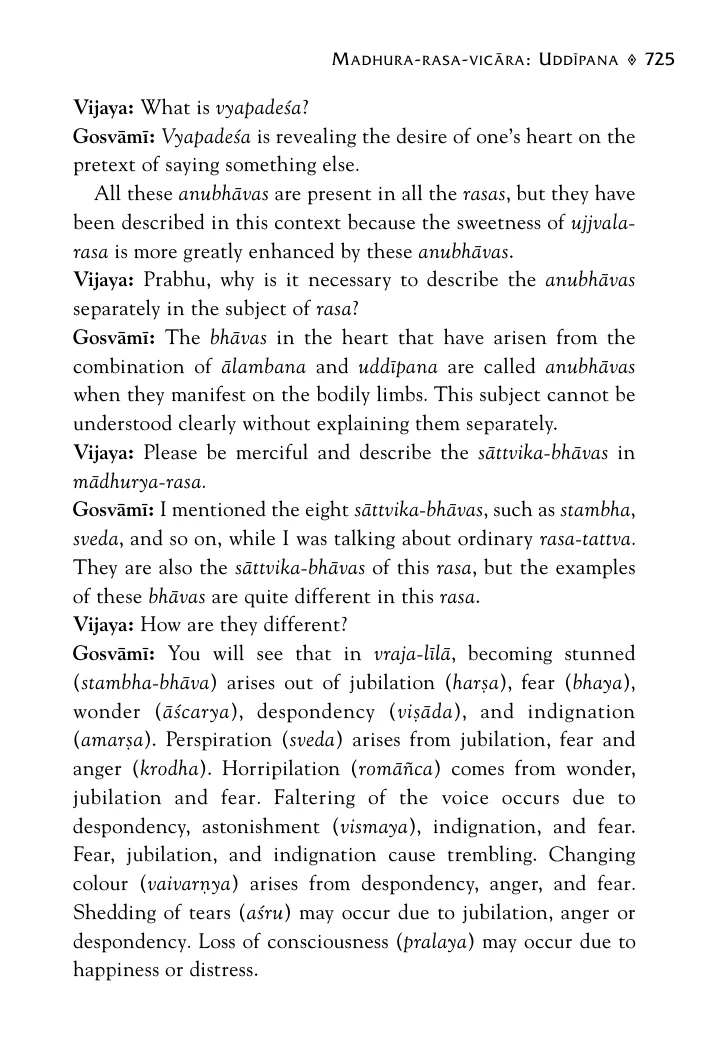 MADHURA-RASA-VICĀRA: UDDĪPANA ◊ 725
Vijaya: What is vyapadeśa?
Gosvāmī: Vyapadeśa is revealing the desire of one's heart on the
pretext of saying something else.
All these anubhāvas are present in all the rasas, but they have
been described in this context because the sweetness of ujjvala-
rasa is more greatly enhanced by these anubhāvas.
Vijaya: Prabhu, why is it necessary to describe the anubhāvas
separately in the subject of rasa?
Gosvāmī: The bhāvas in the heart that have arisen from the
combination of ālambana and uddīpana are called anubhāvas
when they manifest on the bodily limbs. This subject cannot be
understood clearly without explaining them separately.
Vijaya: Please be merciful and describe the sāttvika-bhāvas in
mādhurya-rasa.
Gosvāmī: I mentioned the eight sāttvika-bhāvas, such as stambha,
sveda, and so on, while I was talking about ordinary rasa-tattva.
They are also the sāttvika-bhāvas of this rasa, but the examples
of these bhāvas are quite different in this rasa.
Vijaya: How are they different?
Gosvāmī: You will see that in vraja-līlā, becoming stunned
(stambha-bhāva) arises out of jubilation (harṣa), fear (bhaya),
wonder (āścarya), despondency (viṣāda), and indignation
(amarṣa). Perspiration (sveda) arises from jubilation, fear and
anger (krodha). Horripilation (romāñca) comes from wonder,
jubilation and fear. Faltering of the voice occurs due to
despondency, astonishment (vismaya), indignation, and fear.
Fear, jubilation, and indignation cause trembling. Changing
colour (vaivarṇya) arises from despondency, anger, and fear.
Shedding of tears (aśru) may occur due to jubilation, anger or
despondency. Loss of consciousness (pralaya) may occur due to
happiness or distress.